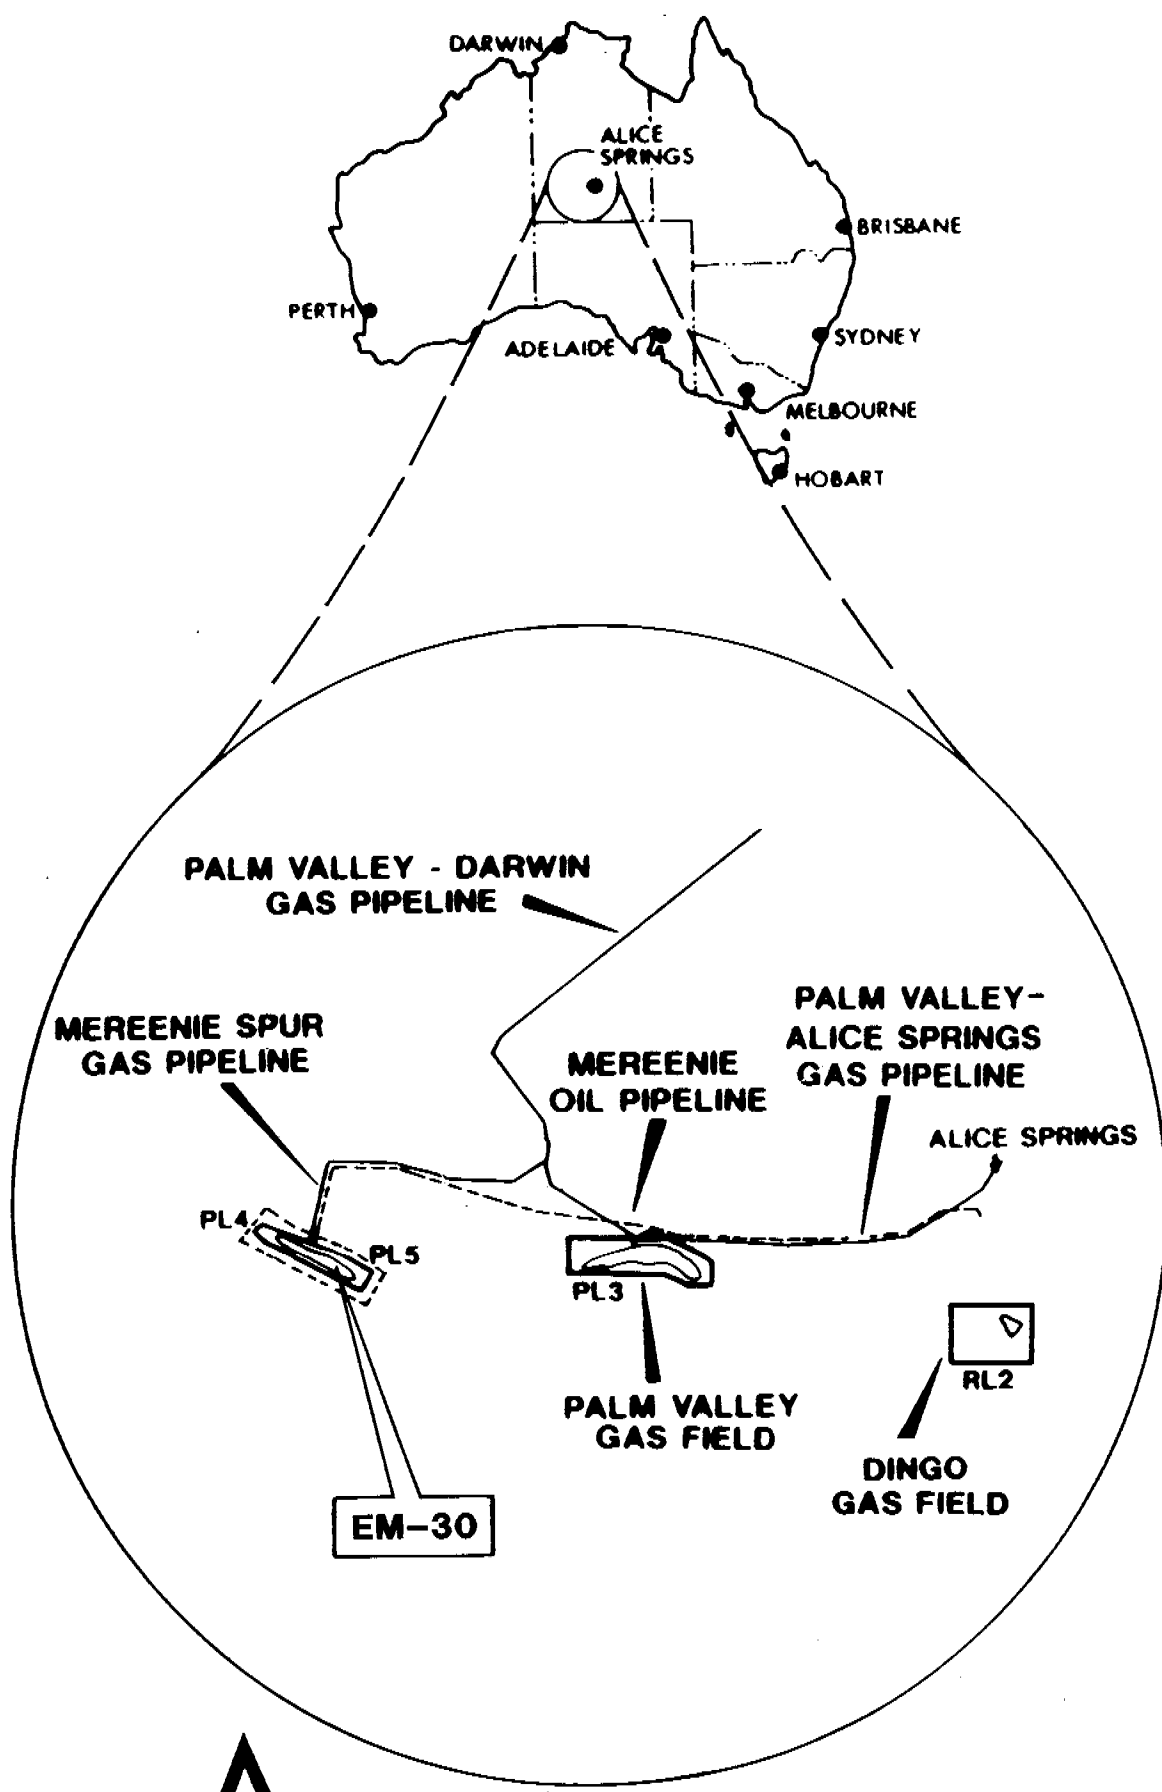 DARWIN
ALICE
SPRINGS
BRISBANE
PERTH
ADELAIDE
SYDNEY
MELBOURNE
HOBART
PALM VALLEY - DARWIN
GAS PIPELINE
MEREENIE SPUR
GAS PIPELINE
MEREENIE
OIL PIPELINE
PALM VALLEY-
ALICE SPRINGS
GAS PIPELINE
ALICE SPRINGS
PL4
PL5
PL3
RL2
PALM VALLEY
GAS FIELD
DINGO
GAS FIELD
EM-30